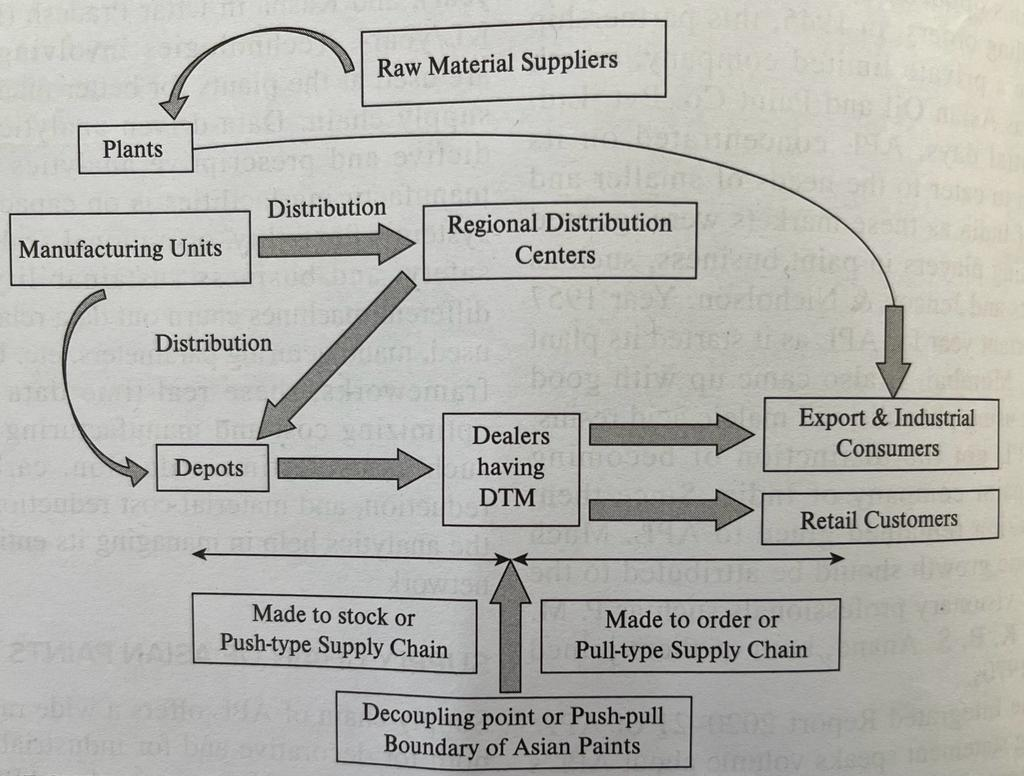 Raw Material Suppliers
Plants
Distribution
Manufacturing Units
Regional Distribution
Centers
Distribution
Depots
Dealers
having
DTM
Export & Industrial
Consumers
Retail Customers
Made to stock or
Push-type Supply Chain
Made to order or
Pull-type Supply Chain
Decoupling point or Push-pull
Boundary of Asian Paints